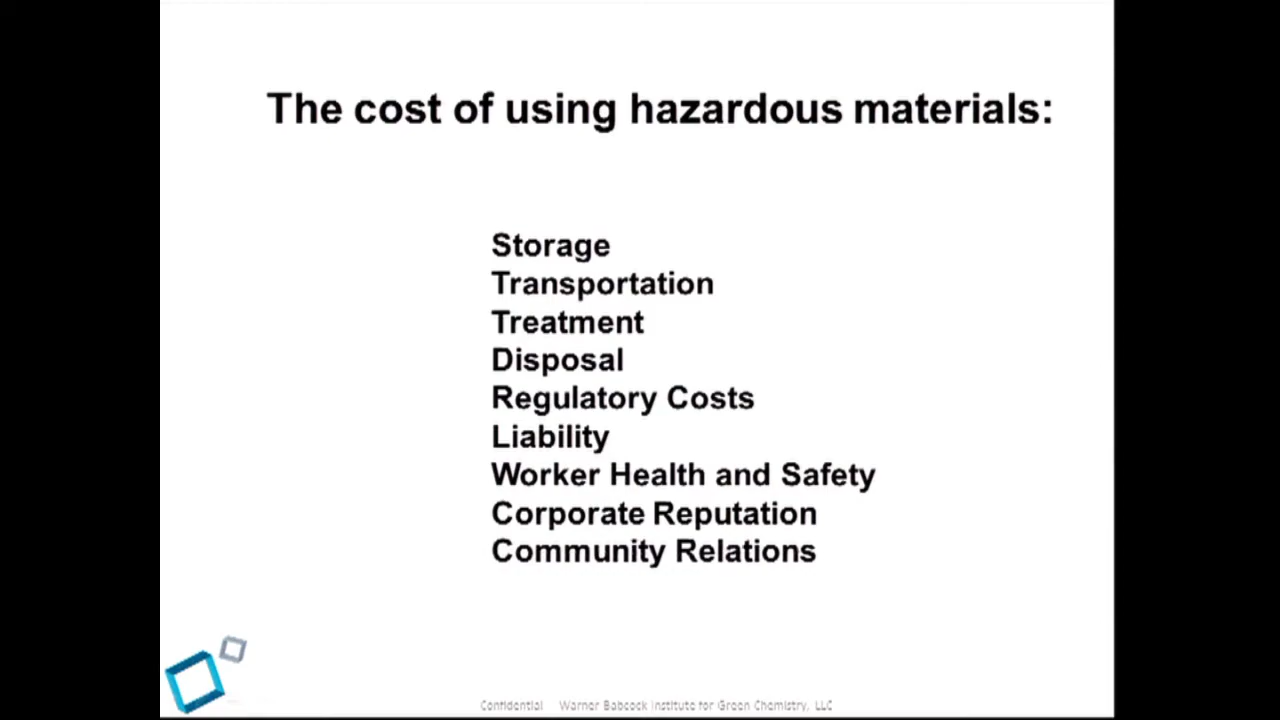 The cost of using hazardous materials:
Storage
Transportation
Treatment
Disposal
Regulatory Costs
Liability
Worker Health and Safety
Corporate Reputation
Community Relations
Confidential Warner Babcock Institute for Green Chemistry, LLC